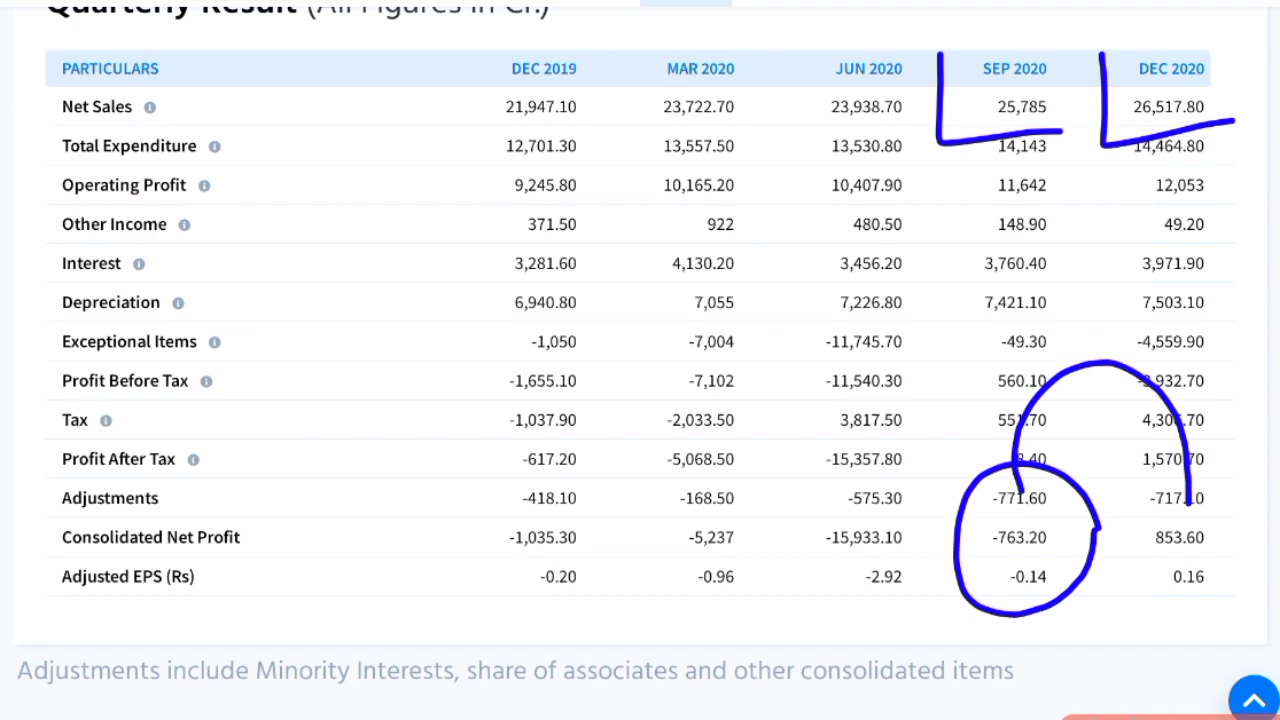 Quarterly Result (All Figures in Cr.)
PARTICULARS DEC 2019 MAR 2020 JUN 2020 SEP 2020 DEC 2020
Net Sales 21,947.10 23,722.70 23,938.70 25,785 26,517.80
Total Expenditure 12,701.30 13,557.50 13,530.80 14,143 14,464.80
Operating Profit 9,245.80 10,165.20 10,407.90 11,642 12,053
Other Income 371.50 922 480.50 148.90 49.20
Interest 3,281.60 4,130.20 3,456.20 3,760.40 3,971.90
Depreciation 6,940.80 7,055 7,226.80 7,421.10 7,503.10
Exceptional Items -1,050 -7,004 -11,745.70 -49.30 -4,559.90
Profit Before Tax -1,655.10 -7,102 -11,540.30 560.10
Tax -1,037.90 -2,033.50 3,817.50
Profit After Tax -617.20 -5,068.50 -15,357.80
Adjustments -418.10 -168.50 -575.30 -771.60
Consolidated Net Profit -1,035.30 -5,237 -15,933.10 -763.20 853.60
Adjusted EPS (Rs) -0.20 -0.96 -2.92 -0.14 0.16
Adjustments include Minority Interests, share of associates and other consolidated items